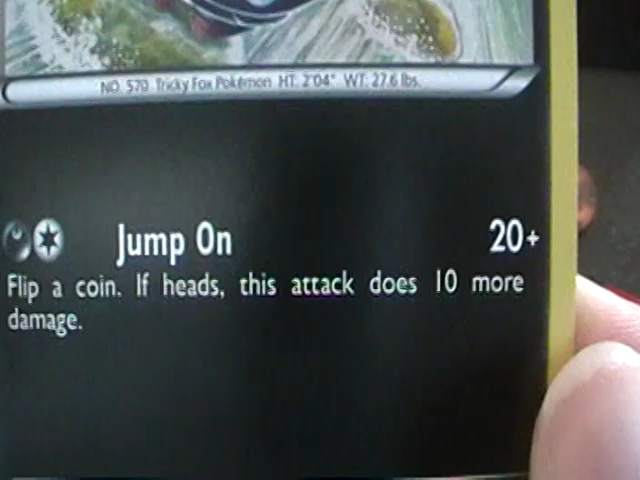 NO. 570 Tricky Fox Pokémon HT: 2'04" WT: 27.6 lbs.
Jump On 20+
Flip a coin. If heads, this attack does 10 more
damage.